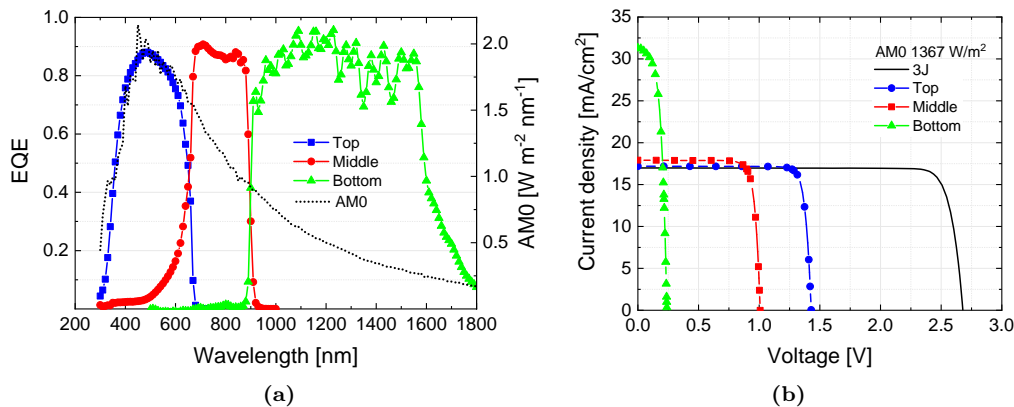 1.0
0.8
0.6
0.4
0.2
EQE
200 400 600 800 1000 1200 1400 1600 1800
Wavelength [nm]
2.0
1.5
1.0
0.5
AM0 [W m-2 nm-1]
Top
Middle
Bottom
AM0
(a)
35
30
25
20
15
10
5
0
Current density [mA/cm2]
0.0 0.5 1.0 1.5 2.0 2.5 3.0
Voltage [V]
AM0 1367 W/m2
3J
Top
Middle
Bottom
(b)